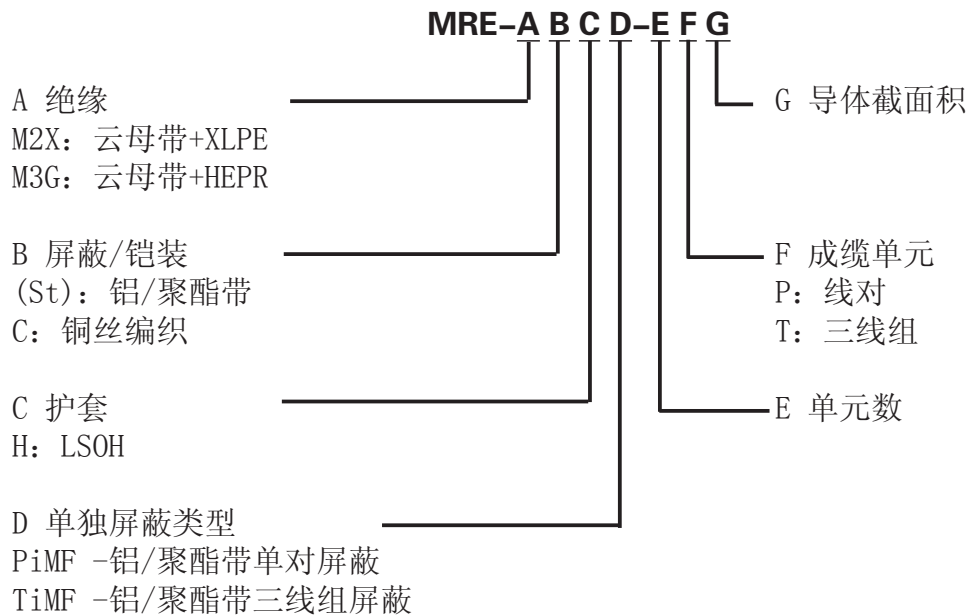 MRE-A B C D-E F G
A 绝缘
M2X: 云母带+XLPE
M3G: 云母带+HEPR
B 屏蔽/铠装
(St): 铝/聚酯带
C: 铜丝编织
C 护套
H: LSOH
D 单独屏蔽类型
PiMF -铝/聚酯带单对屏蔽
TiMF -铝/聚酯带三线组屏蔽
G 导体截面积
F 成缆单元
P: 线对
T: 三线组
E 单元数